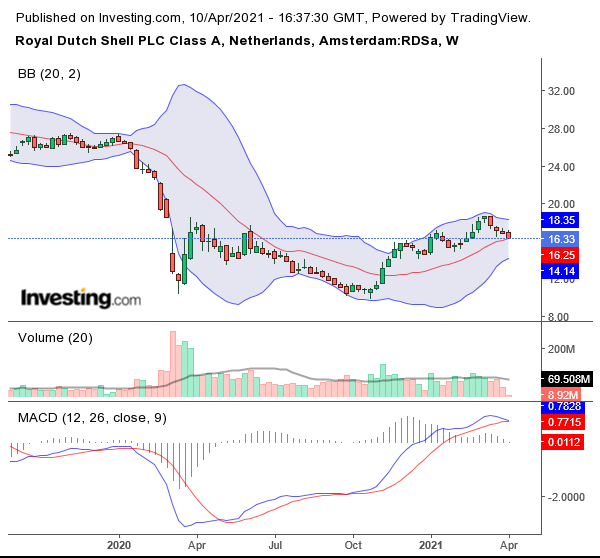 Published on Investing.com, 10/Apr/2021 - 16:37:30 GMT, Powered by TradingView.
Royal Dutch Shell PLC Class A, Netherlands, Amsterdam:RDSa, W
BB (20, 2)
32.00
28.00
24.00
20.00
18.35
16.33
16.25
14.14
12.00
8.00
Investing.com
Volume (20)
200M
69.508M
8.92M
MACD (12, 26, close, 9)
0.7828
0.7715
0.0112
-2.0000
2020 Apr Jul Oct 2021 Apr